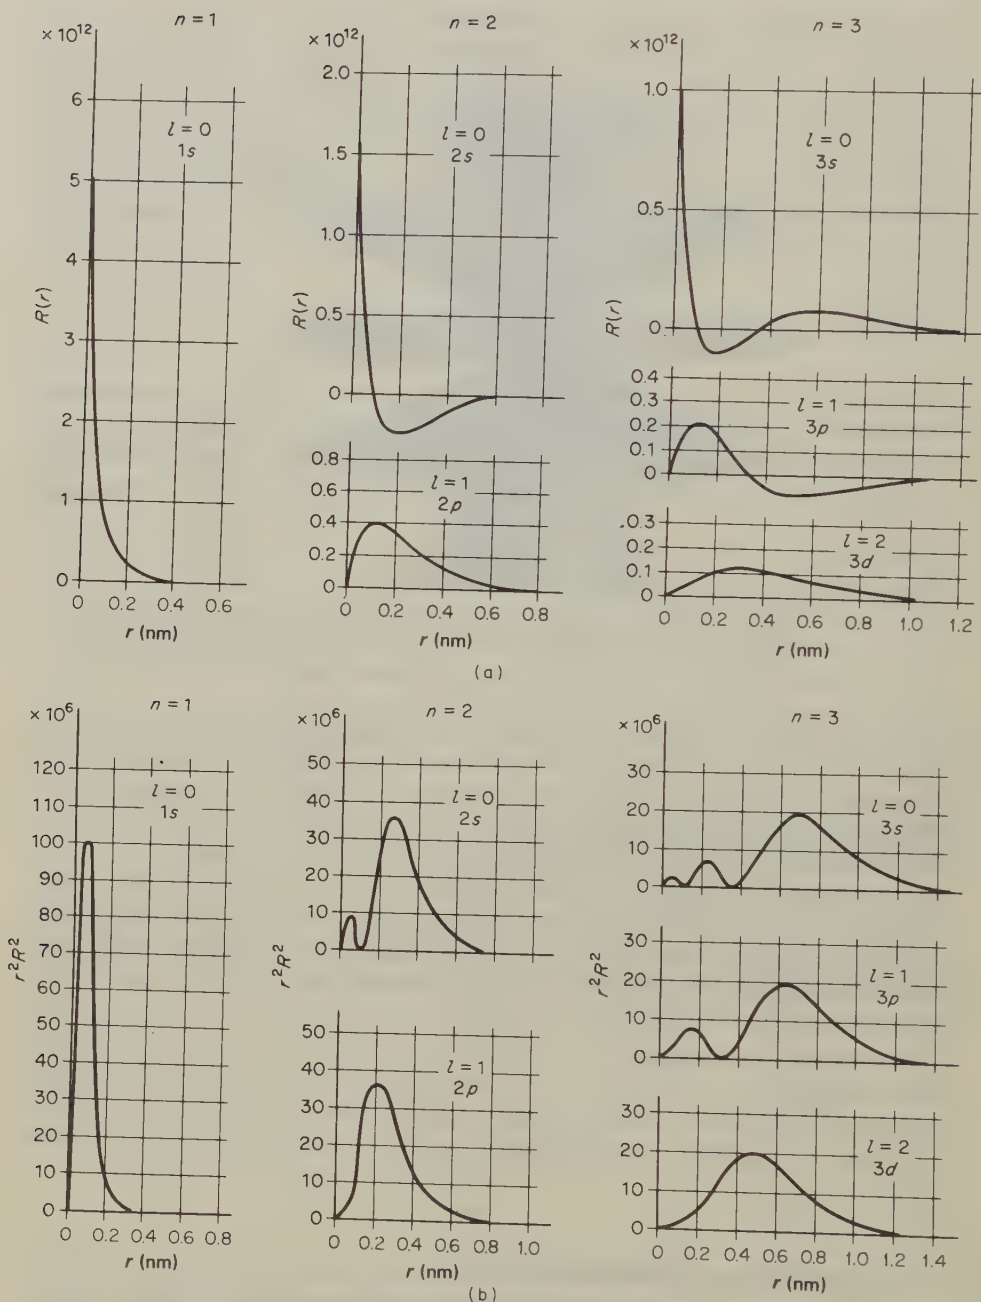 n = 1
× 10¹²
6
5
4
3
2
1
0
R(r)
l = 0
1s
0 0.2 0.4 0.6
r (nm)
n = 2
× 10¹²
2.0
1.5
1.0
0.5
0
R(r)
l = 0
2s
0.8
0.6
0.4
0.2
0
l = 1
2p
0 0.2 0.4 0.6 0.8
r (nm)
n = 3
× 10¹²
1.0
0.5
0
R(r)
l = 0
3s
0.4
0.3
0.2
0.1
0
l = 1
3p
0.3
0.2
0.1
0
l = 2
3d
0 0.2 0.4 0.6 0.8 1.0 1.2
r (nm)
(a)
n = 1
× 10⁶
120
110
100
90
80
70
60
50
40
30
20
10
0
r²R²
l = 0
1s
0 0.2 0.4 0.6 0.8
r (nm)
n = 2
× 10⁶
50
40
30
20
10
0
r²R²
l = 0
2s
50
40
30
20
10
0
l = 1
2p
0 0.2 0.4 0.6 0.8 1.0
r (nm)
n = 3
× 10⁶
30
20
10
0
r²R²
l = 0
3s
30
20
10
0
l = 1
3p
30
20
10
0
l = 2
3d
0 0.2 0.4 0.6 0.8 1.0 1.2 1.4
r (nm)
(b)